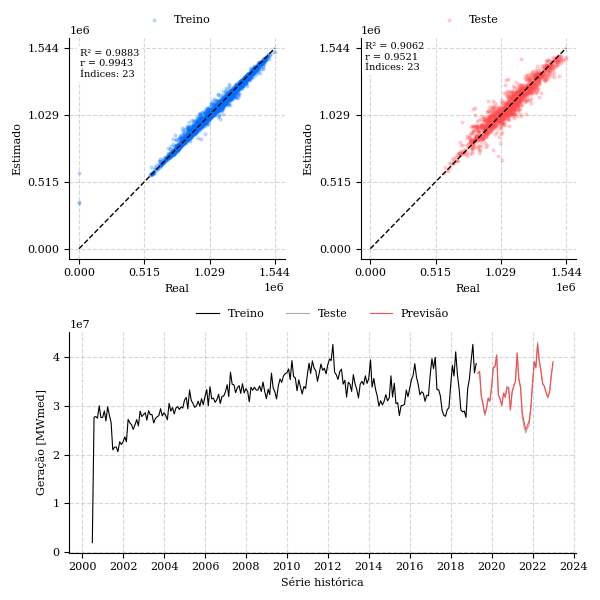 Treino
1e6
R² = 0.9883
r = 0.9943
Índices: 23
Estimado
1.544
1.029
0.515
0.000
0.000 0.515 1.029 1.544
1e6
Real
Teste
1e6
R² = 0.9062
r = 0.9521
Índices: 23
Estimado
1.544
1.029
0.515
0.000
0.000 0.515 1.029 1.544
1e6
Real
Treino Teste Previsão
1e7
Geração [MWmed]
4
3
2
1
0
2000 2002 2004 2006 2008 2010 2012 2014 2016 2018 2020 2022 2024
Série histórica